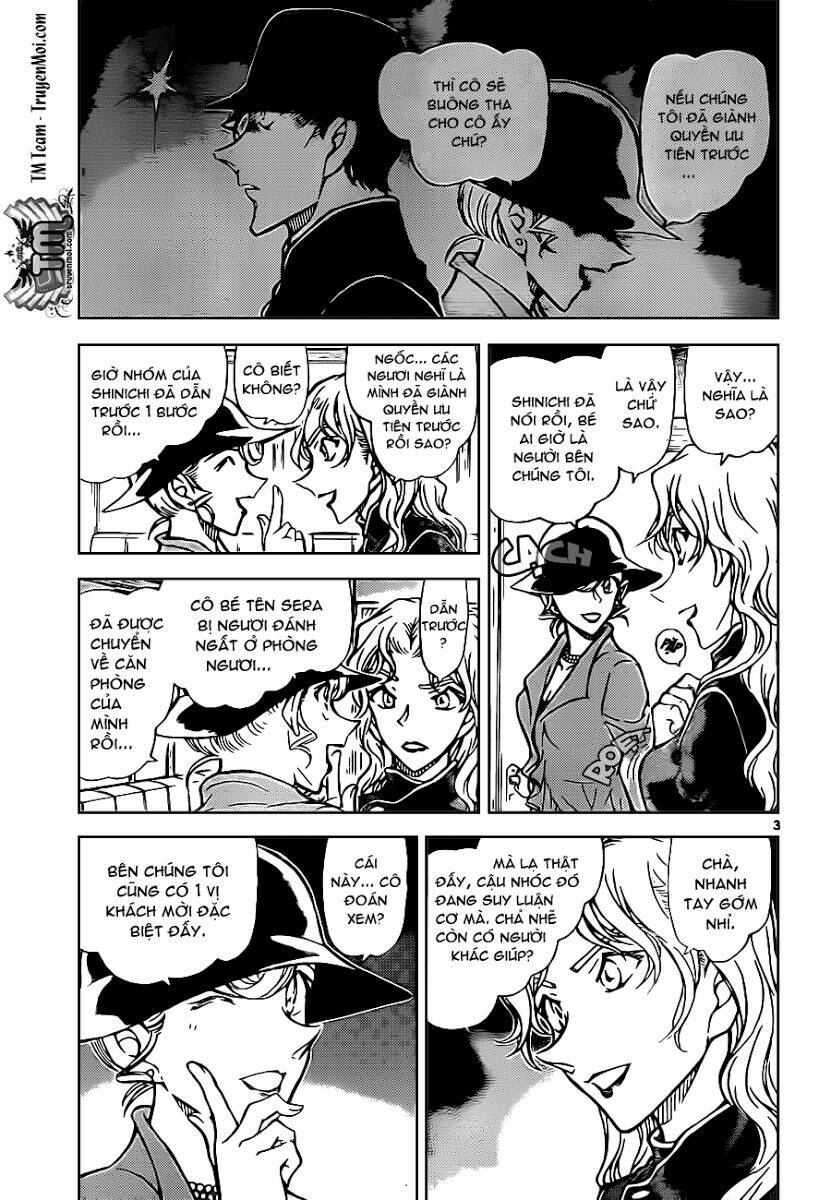 TM Team - TruyenMoi.com
TM
truyenmoi.com
NẾU CHÚNG
TÔI ĐÃ GIÀNH
QUYỀN ƯU
TIÊN TRƯỚC
...
THÌ CÔ SẼ
BUÔNG THA
CHO CÔ ẤY
CHỨ?
VẬY...
NGHĨA LÀ
SAO?
LÀ VẬY
CHỨ
SAO.
SHINICHI ĐÃ
NÓI RỒI, BÉ
AI GIỜ LÀ
NGƯỜI BÊN
CHÚNG TÔI.
CẠCH
NGỐC... CÁC
NGƯƠI NGHĨ LÀ
MÌNH ĐÃ GIÀNH
QUYỀN ƯU
TIÊN TRƯỚC
RỒI SAO?
CÔ BIẾT
KHÔNG?
GIỜ NHÓM CỦA
SHINICHI ĐÃ DẪN
TRƯỚC 1 BƯỚC
RỒI...
DẪN
TRƯỚC
?
CÔ BÉ TÊN SERA
BỊ NGƯƠI ĐÁNH
NGẤT Ở PHÒNG
NGƯƠI...
ĐÃ ĐƯỢC
CHUYỂN
VỀ CĂN
PHÒNG
CỦA
MÌNH
RỒI...
3
CHÀ,
NHANH
TAY GỚM
NHỈ.
MÀ LẠ THẬT
ĐẤY, CẬU NHÓC ĐÓ
ĐANG SUY LUẬN
CƠ MÀ. CHẢ NHẼ
CÒN CÓ NGƯỜI
KHÁC GIÚP?
CÁI
NÀY... CÔ
ĐOÁN
XEM?
BÊN CHÚNG TÔI
CŨNG CÓ 1 VỊ
KHÁCH MỜI ĐẶC
BIỆT ĐẤY.